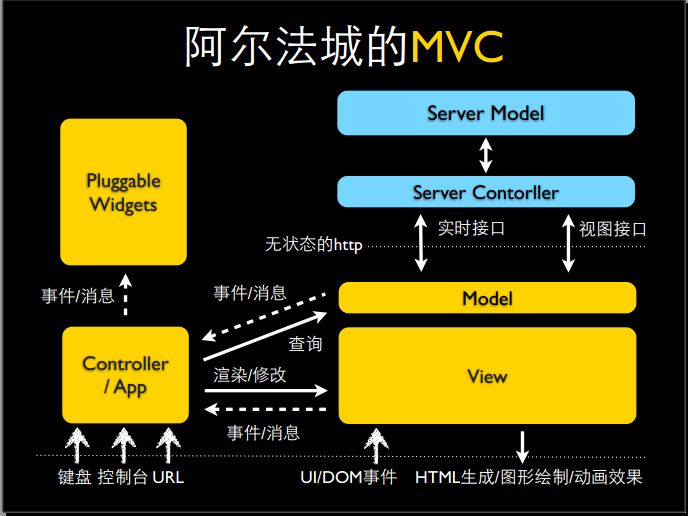 阿尔法城的MVC
Server Model
Pluggable
Widgets
Server Contorller
实时接口
视图接口
无状态的http
事件/消息
事件/消息
Model
查询
Controller
/ App
渲染/修改
View
事件/消息
键盘 控制台 URL
UI/DOM事件
HTML生成/图形绘制/动画效果